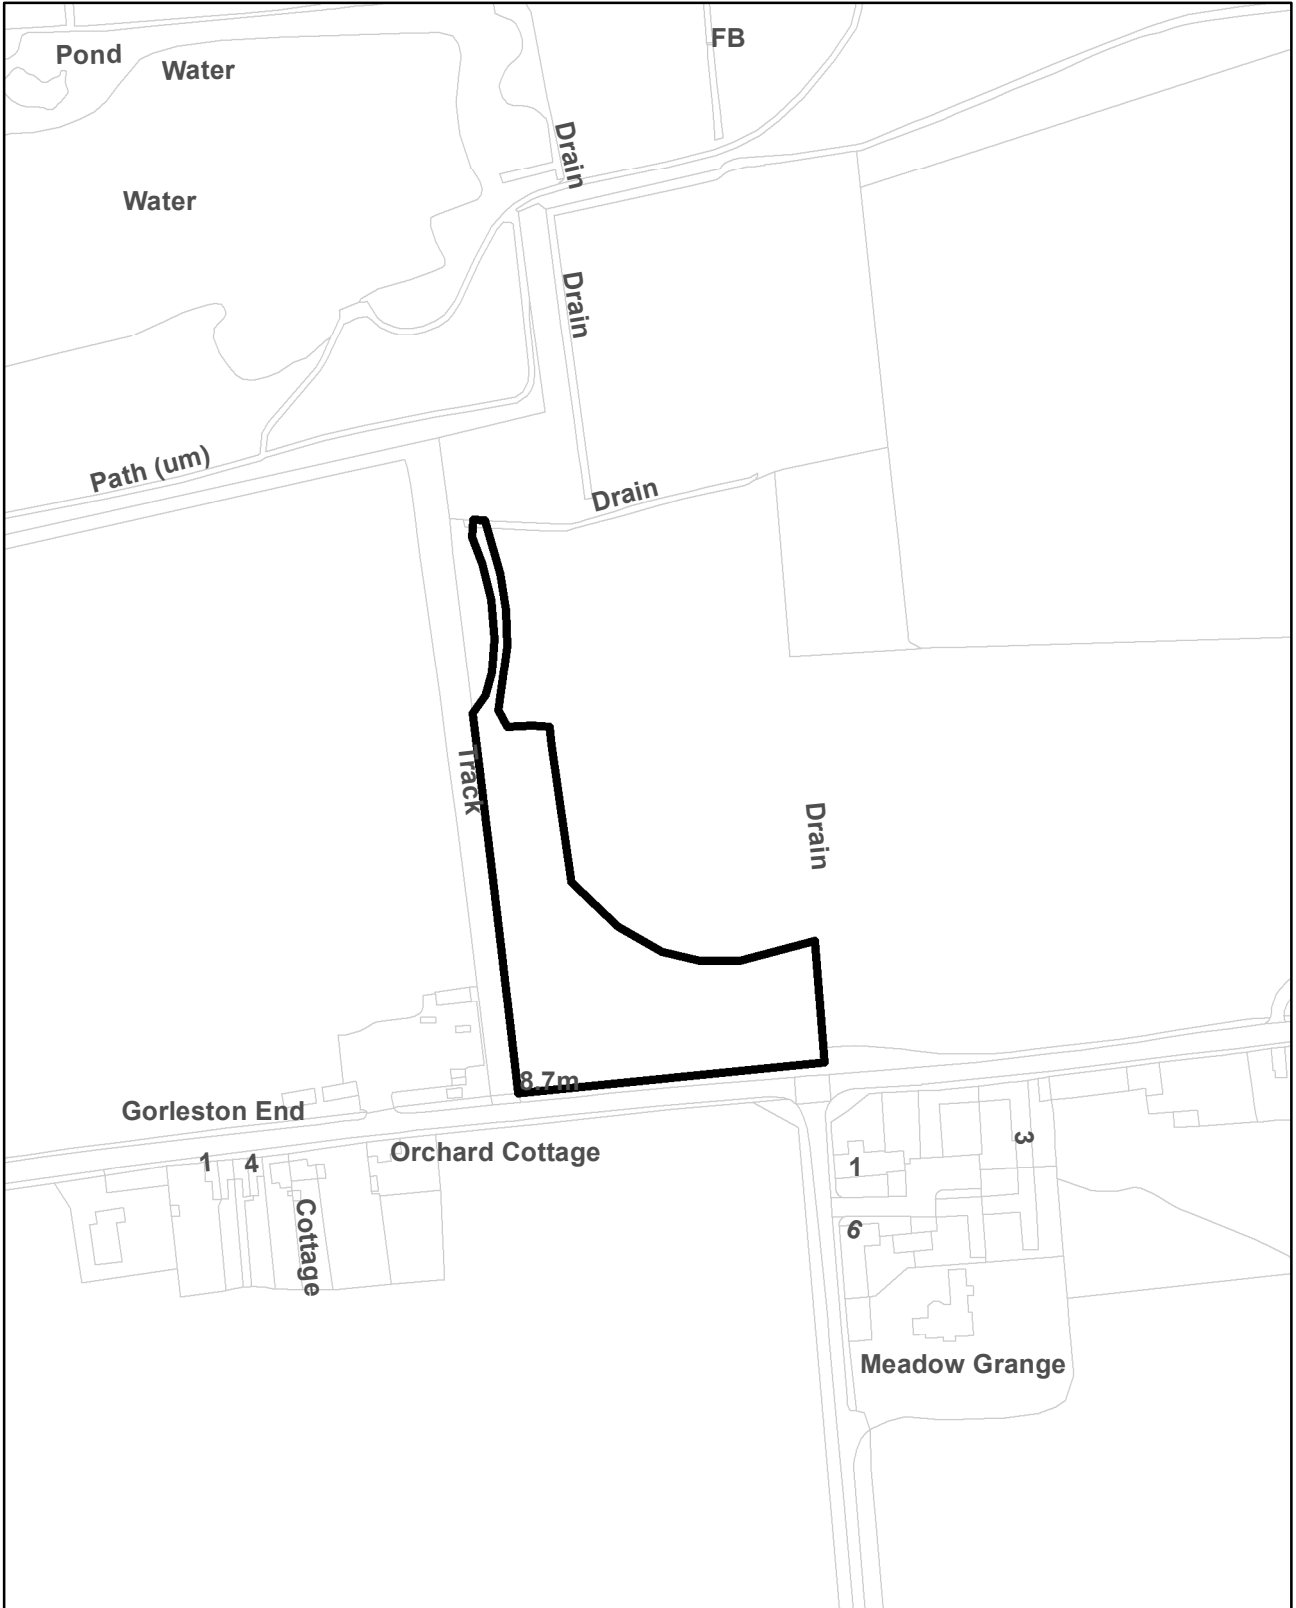 FB
Pond
Water
Drain
Water
Drain
Path (um)
Drain
Track
Drain
8.7m
Gorleston End
3
Orchard Cottage
1
4
1
Cottage
6
Meadow Grange